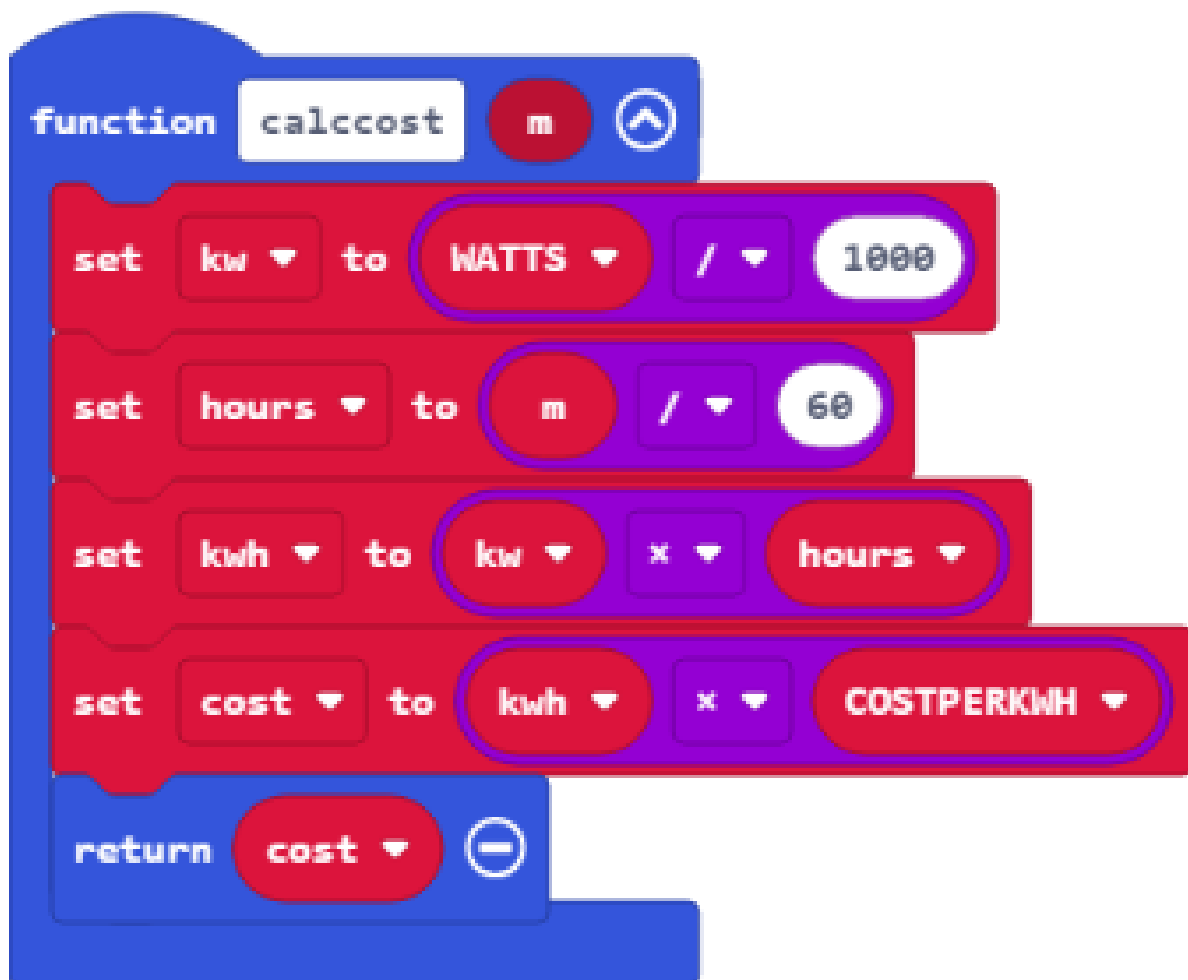 function calccost m
set kw to WATTS / 1000
set hours to m / 60
set kwh to kw × hours
set cost to kwh × COSTPERKWH
return cost